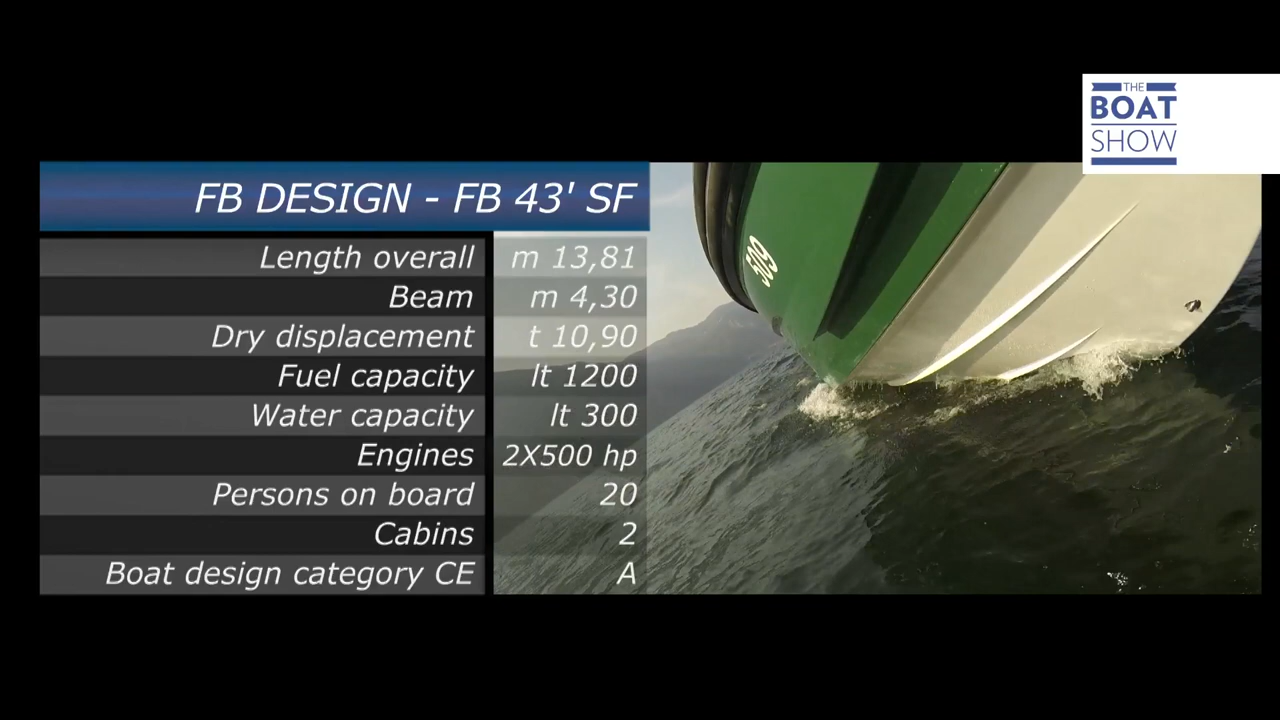 THE
BOAT
SHOW
FB DESIGN - FB 43' SF
Length overall m 13,81
Beam m 4,30
Dry displacement t 10,90
Fuel capacity lt 1200
Water capacity lt 300
Engines 2X500 hp
Persons on board 20
Cabins 2
Boat design category CE A
509